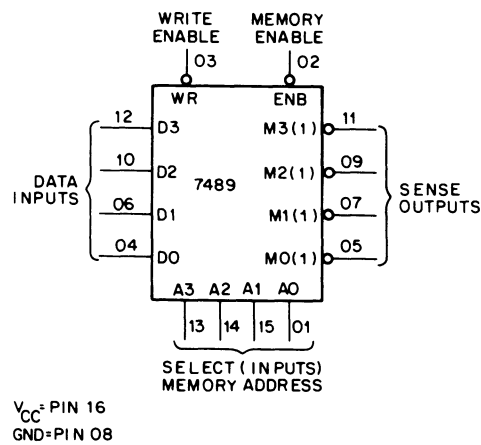 WRITE ENABLE
MEMORY ENABLE
03
02
WR
ENB
12
D3
M3(1)
11
10
D2
7489
M2(1)
09
DATA INPUTS
SENSE OUTPUTS
06
D1
M1(1)
07
04
D0
M0(1)
05
A3 A2 A1 A0
13 14 15 01
SELECT (INPUTS)
MEMORY ADDRESS
VCC= PIN 16
GND=PIN 08